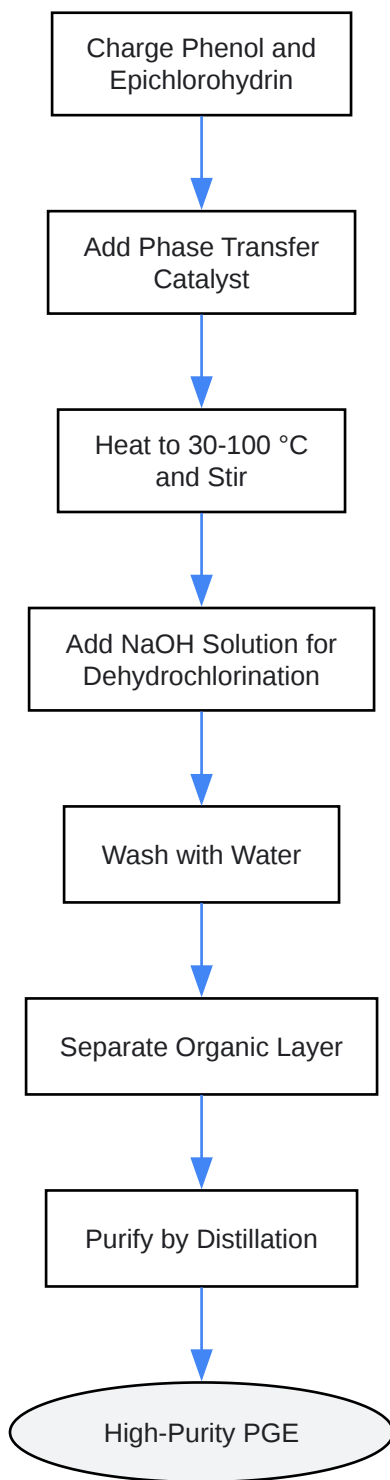 Charge Phenol and
Epichlorohydrin
Add Phase Transfer
Catalyst
Heat to 30-100 °C
and Stir
Add NaOH Solution for
Dehydrochlorination
Wash with Water
Separate Organic Layer
Purify by Distillation
High-Purity PGE